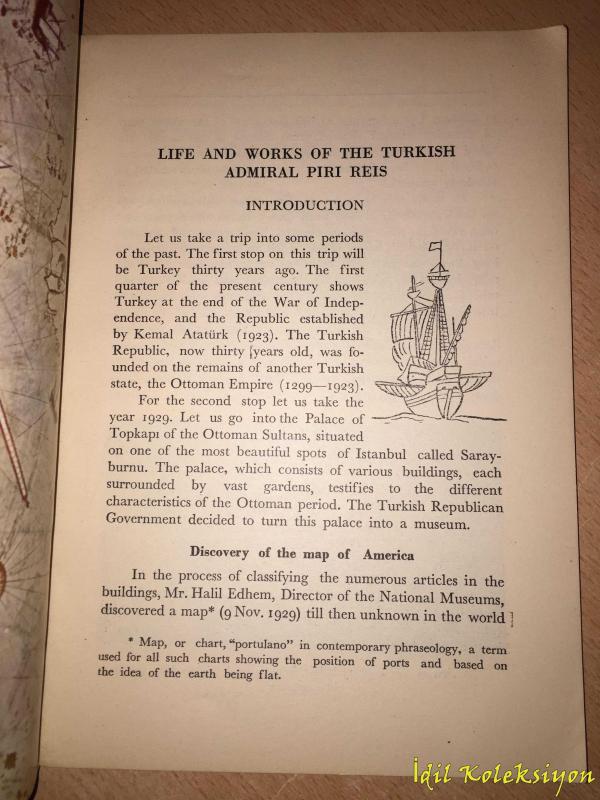 LIFE AND WORKS OF THE TURKISH
ADMIRAL PIRI REIS
INTRODUCTION
Let us take a trip into some periods
of the past. The first stop on this trip will
be Turkey thirty years ago. The first
quarter of the present century shows
Turkey at the end of the War of Indep-
endence, and the Republic established
by Kemal Atatürk (1923). The Turkish
Republic, now thirty years old, was fo-
unded on the remains of another Turkish
state, the Ottoman Empire (1299—1923).
For the second stop let us take the
year 1929. Let us go into the Palace of
Topkapı of the Ottoman Sultans, situated
on one of the most beautiful spots of Istanbul called Saray-
burnu. The palace, which consists of various buildings, each
surrounded by vast gardens, testifies to the different
characteristics of the Ottoman period. The Turkish Republican
Government decided to turn this palace into a museum.
Discovery of the map of America
In the process of classifying the numerous articles in the
buildings, Mr. Halil Edhem, Director of the National Museums,
discovered a map* (9 Nov. 1929) till then unknown in the world
* Map, or chart, "portulano" in contemporary phraseology, a term
used for all such charts showing the position of ports and based on
the idea of the earth being flat.
İdil Koleksiyon